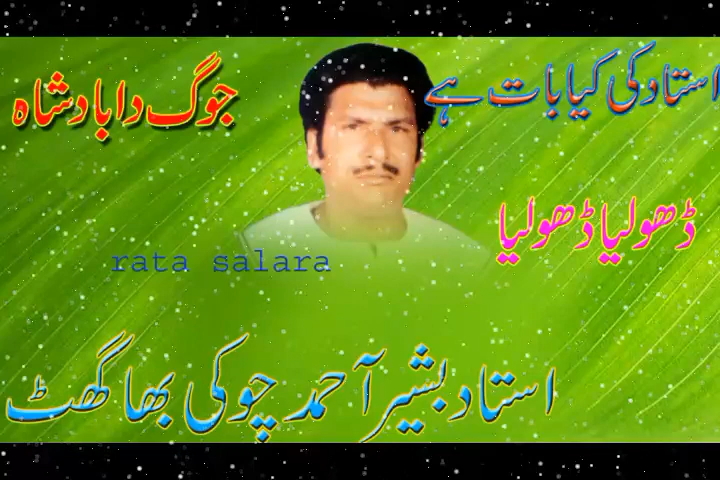 استاد کی کیا بات ہے
جوگ دا بادشاہ
ڈھولیا ڈھولیا
rata salara
استاد بشیر آحمد چوکی بھاگھٹ